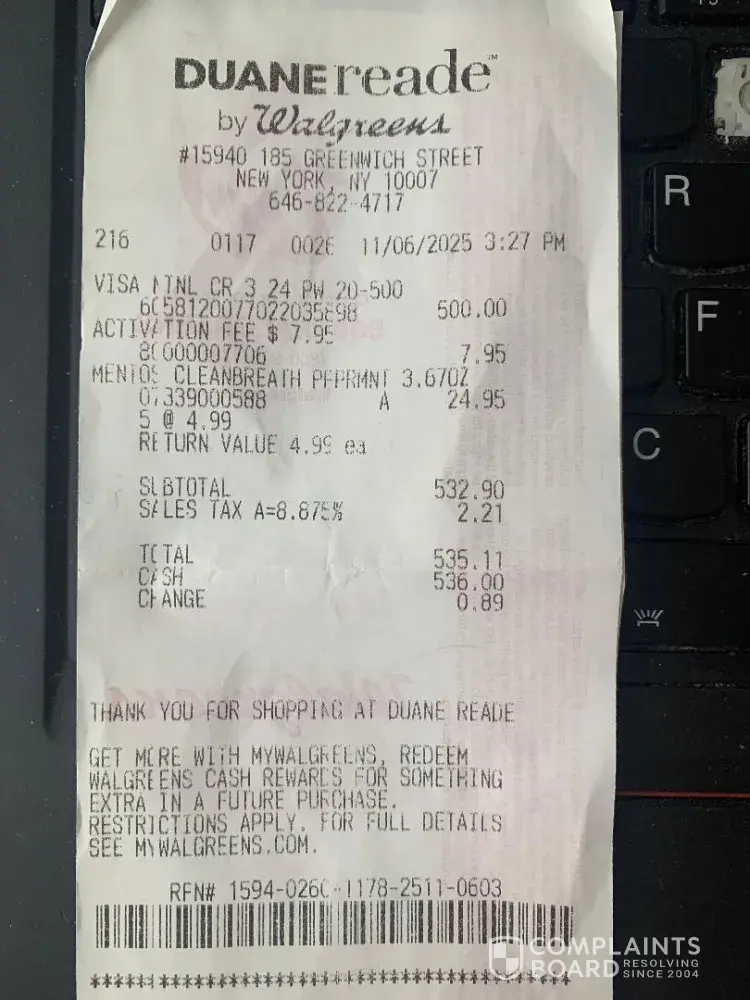 DUANE reade™
by Walgreens
#15940 185 GREENWICH STREET
NEW YORK, NY 10007
646-822-4717
216 0117 0026 11/06/2025 3:27 PM
VISA MTNL CR 3 24 PW 20-500
500.00
ACTIVATION FEE $ 7.95
80000007706 7.95
MENTOS CLEANBREATH PEPRMNT 3.67OZ
07339000588 A 24.95
5 @ 4.99
RETURN VALUE 4.99 ea
SUBTOTAL 532.90
SALES TAX A=8.875% 2.21
TOTAL 535.11
CASH 536.00
CHANGE 0.89
THANK YOU FOR SHOPPING AT DUANE READE
GET MORE WITH MYWALGREENS, REDEEM
WALGREENS CASH REWARDS FOR SOMETHING
EXTRA IN A FUTURE PURCHASE.
RESTRICTIONS APPLY. FOR FULL DETAILS
SEE MYWALGREENS.COM.
RFN# 1594-0260-1178-2511-0603
R
F
C
COMPLAINTS
BOARD RESOLVING
SINCE 2004